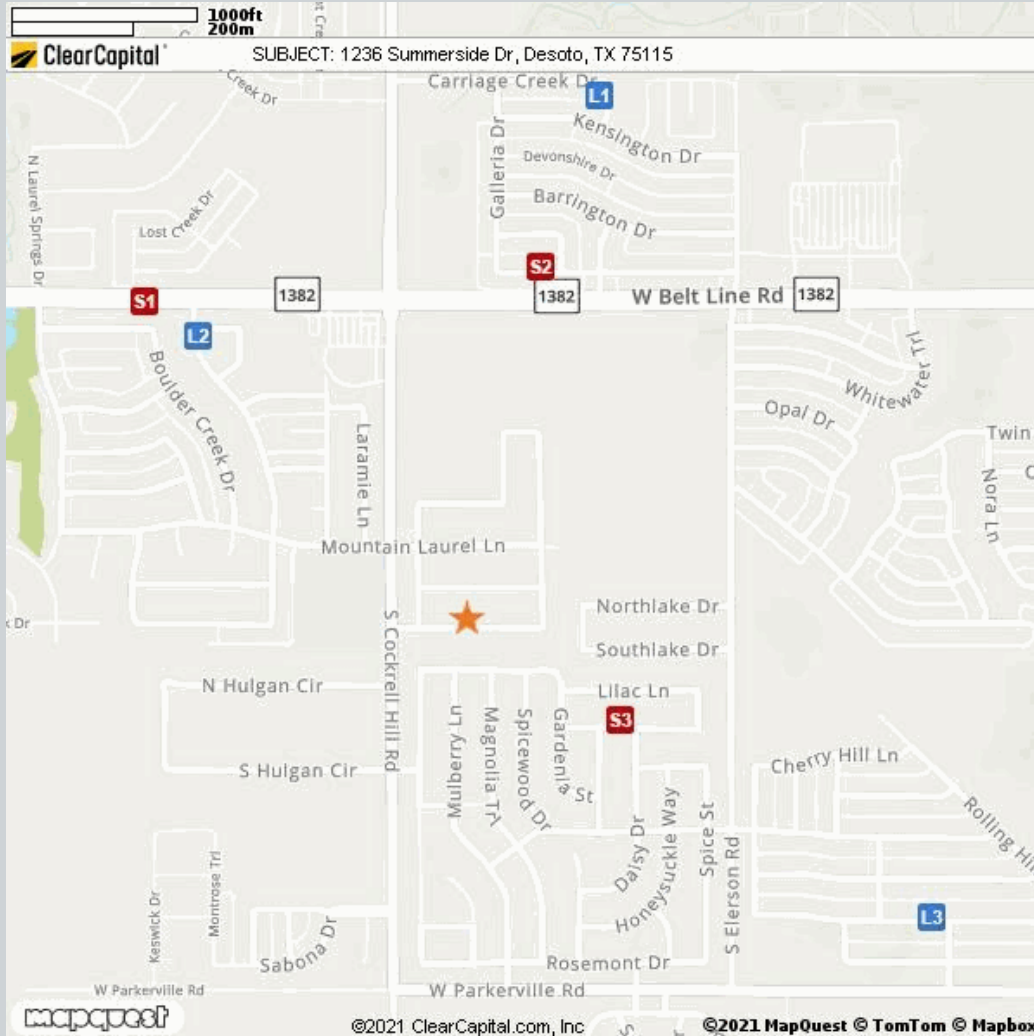 1000ft
200m
ClearCapital
SUBJECT: 1236 Summerside Dr, Desoto, TX 75115
Creek Dr
Carriage Creek Dr
L1
Kensington Dr
Galleria Dr
Devonshire Dr
Barrington Dr
N Laurel Springs Dr
Lost Creek Dr
S2
S1
1382
1382
W Belt Line Rd
1382
L2
Boulder Creek Dr
Laramie Ln
Whitewater Trl
Opal Dr
Twin
Nora Ln
Mountain Laurel Ln
Northlake Dr
Southlake Dr
Dr
S Cockrell Hill Rd
N Hulgan Cir
Lilac Ln
S3
S Hulgan Cir
Mulberry Ln
Magnolia Trl
Spicewood Dr
Gardenia St
Cherry Hill Ln
Rolling
Daisy Dr
Honeysuckle Way
Spice St
S Elerson Rd
Keswick Dr
Montrose Trl
Sabona Dr
L3
Rosemont Dr
W Parkerville Rd
W Parkerville Rd
mapquest
©2021 ClearCapital.com, Inc
©2021 MapQuest © TomTom © Mapbox